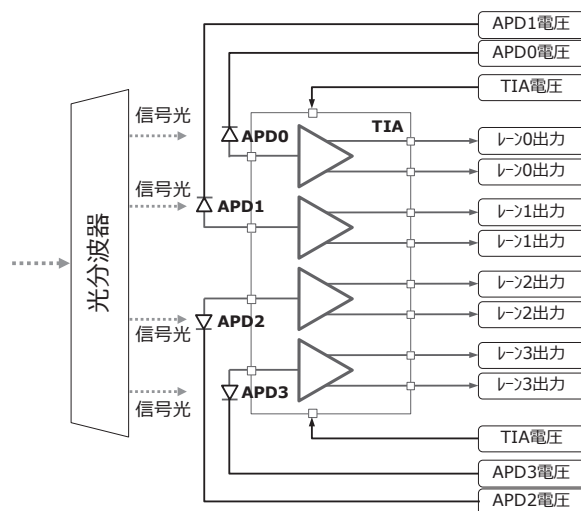 APD1電圧
APD0電圧
TIA電圧
信号光
APD0
TIA
ﾚｰﾝ0出力
ﾚｰﾝ0出力
信号光
APD1
ﾚｰﾝ1出力
ﾚｰﾝ1出力
光分波器
APD2
信号光
ﾚｰﾝ2出力
ﾚｰﾝ2出力
APD3
信号光
ﾚｰﾝ3出力
ﾚｰﾝ3出力
TIA電圧
APD3電圧
APD2電圧